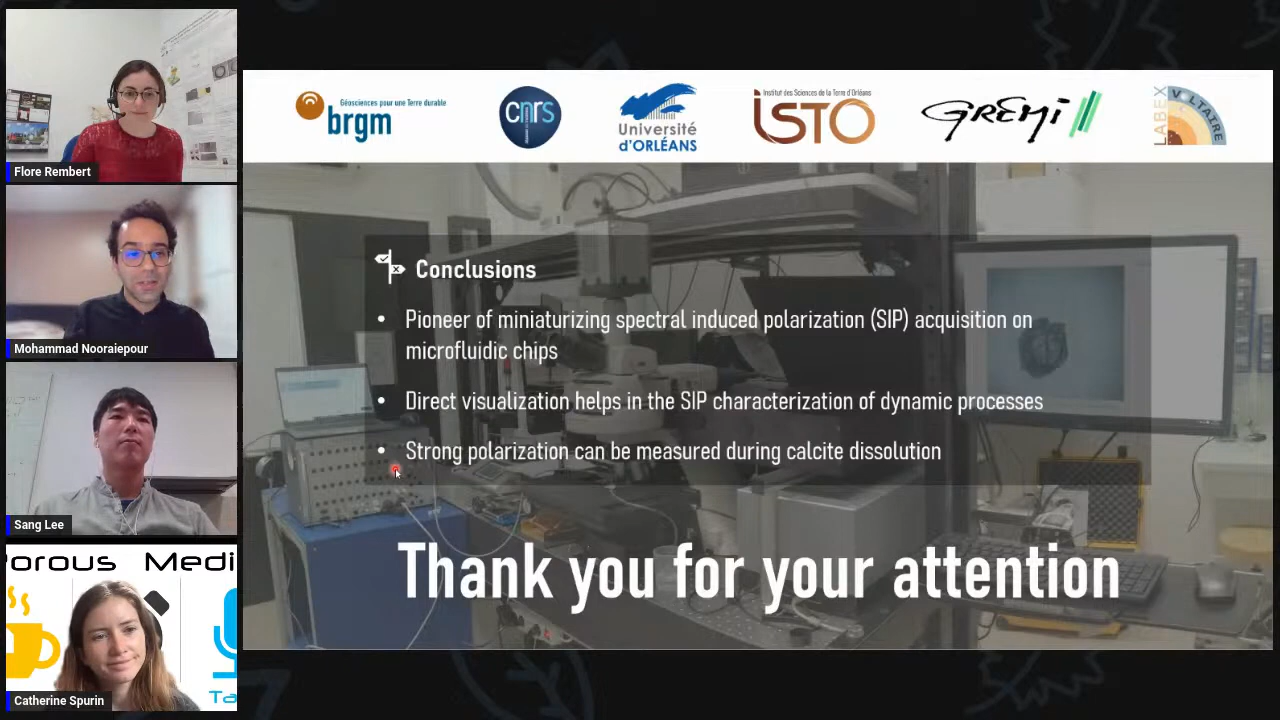 Flore Rembert
Mohammad Nooraiepour
Sang Lee
Porous Medi
Ta
Catherine Spurin
Géosciences pour une Terre durable
brgm
cnrs
Université
d'ORLÉANS
Institut des Sciences de la Terre d'Orléans
iSTO
GREMI
LABEX
VOLTAIRE
Conclusions
• Pioneer of miniaturizing spectral induced polarization (SIP) acquisition on
microfluidic chips
• Direct visualization helps in the SIP characterization of dynamic processes
• Strong polarization can be measured during calcite dissolution
Thank you for your attention